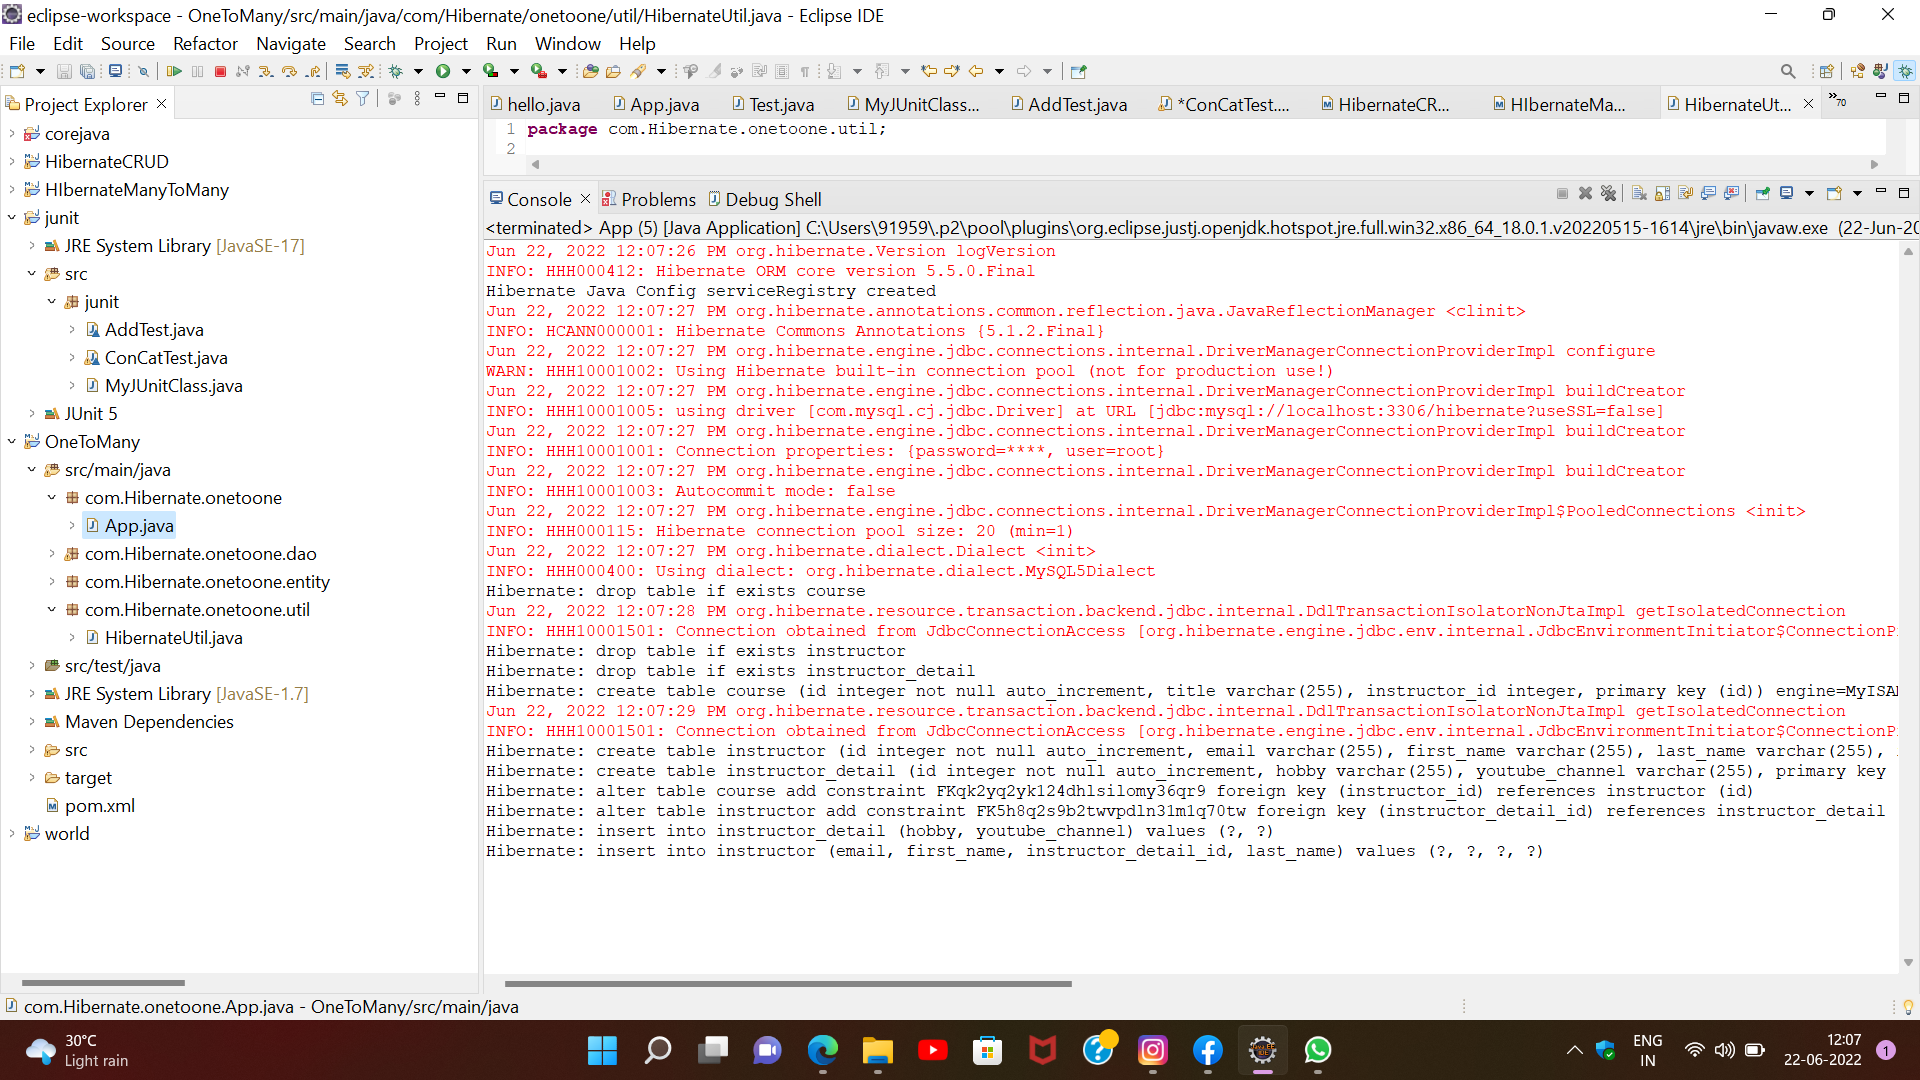 eclipse-workspace - OneToMany/src/main/java/com/Hibernate/onetoone/util/HibernateUtil.java - Eclipse IDE
File Edit Source Refactor Navigate Search Project Run Window Help
Project Explorer
corejava
HibernateCRUD
HIbernateManyToMany
junit
JRE System Library [JavaSE-17]
src
junit
AddTest.java
ConCatTest.java
MyJUnitClass.java
JUnit 5
OneToMany
src/main/java
com.Hibernate.onetoone
App.java
com.Hibernate.onetoone.dao
com.Hibernate.onetoone.entity
com.Hibernate.onetoone.util
HibernateUtil.java
src/test/java
JRE System Library [JavaSE-1.7]
Maven Dependencies
src
target
pom.xml
world
hello.java App.java Test.java MyJUnitClass... AddTest.java *ConCatTest.... HibernateCR... HIbernateMa... HibernateUt... »70
1 package com.Hibernate.onetoone.util;
2
Console Problems Debug Shell
<terminated> App (5) [Java Application] C:\Users\91959\.p2\pool\plugins\org.eclipse.justj.openjdk.hotspot.jre.full.win32.x86_64_18.0.1.v20220515-1614\jre\bin\javaw.exe (22-Jun-20
Jun 22, 2022 12:07:26 PM org.hibernate.Version logVersion
INFO: HHH000412: Hibernate ORM core version 5.5.0.Final
Hibernate Java Config serviceRegistry created
Jun 22, 2022 12:07:27 PM org.hibernate.annotations.common.reflection.java.JavaReflectionManager <clinit>
INFO: HCANN000001: Hibernate Commons Annotations {5.1.2.Final}
Jun 22, 2022 12:07:27 PM org.hibernate.engine.jdbc.connections.internal.DriverManagerConnectionProviderImpl configure
WARN: HHH10001002: Using Hibernate built-in connection pool (not for production use!)
Jun 22, 2022 12:07:27 PM org.hibernate.engine.jdbc.connections.internal.DriverManagerConnectionProviderImpl buildCreator
INFO: HHH10001005: using driver [com.mysql.cj.jdbc.Driver] at URL [jdbc:mysql://localhost:3306/hibernate?useSSL=false]
Jun 22, 2022 12:07:27 PM org.hibernate.engine.jdbc.connections.internal.DriverManagerConnectionProviderImpl buildCreator
INFO: HHH10001001: Connection properties: {password=****, user=root}
Jun 22, 2022 12:07:27 PM org.hibernate.engine.jdbc.connections.internal.DriverManagerConnectionProviderImpl buildCreator
INFO: HHH10001003: Autocommit mode: false
Jun 22, 2022 12:07:27 PM org.hibernate.engine.jdbc.connections.internal.DriverManagerConnectionProviderImpl$PooledConnections <init>
INFO: HHH000115: Hibernate connection pool size: 20 (min=1)
Jun 22, 2022 12:07:27 PM org.hibernate.dialect.Dialect <init>
INFO: HHH000400: Using dialect: org.hibernate.dialect.MySQL5Dialect
Hibernate: drop table if exists course
Jun 22, 2022 12:07:28 PM org.hibernate.resource.transaction.backend.jdbc.internal.DdlTransactionIsolatorNonJtaImpl getIsolatedConnection
INFO: HHH10001501: Connection obtained from JdbcConnectionAccess [org.hibernate.engine.jdbc.env.internal.JdbcEnvironmentInitiator$ConnectionP
Hibernate: drop table if exists instructor
Hibernate: drop table if exists instructor_detail
Hibernate: create table course (id integer not null auto_increment, title varchar(255), instructor_id integer, primary key (id)) engine=MyISA
Jun 22, 2022 12:07:29 PM org.hibernate.resource.transaction.backend.jdbc.internal.DdlTransactionIsolatorNonJtaImpl getIsolatedConnection
INFO: HHH10001501: Connection obtained from JdbcConnectionAccess [org.hibernate.engine.jdbc.env.internal.JdbcEnvironmentInitiator$ConnectionP
Hibernate: create table instructor (id integer not null auto_increment, email varchar(255), first_name varchar(255), last_name varchar(255),
Hibernate: create table instructor_detail (id integer not null auto_increment, hobby varchar(255), youtube_channel varchar(255), primary key
Hibernate: alter table course add constraint FKqk2yq2yk124dhlsilomy36qr9 foreign key (instructor_id) references instructor (id)
Hibernate: alter table instructor add constraint FK5h8q2s9b2twvpdln31m1q70tw foreign key (instructor_detail_id) references instructor_detail
Hibernate: insert into instructor_detail (hobby, youtube_channel) values (?, ?)
Hibernate: insert into instructor (email, first_name, instructor_detail_id, last_name) values (?, ?, ?, ?)
com.Hibernate.onetoone.App.java - OneToMany/src/main/java
30°C
Light rain
ENG
IN
12:07
22-06-2022
1